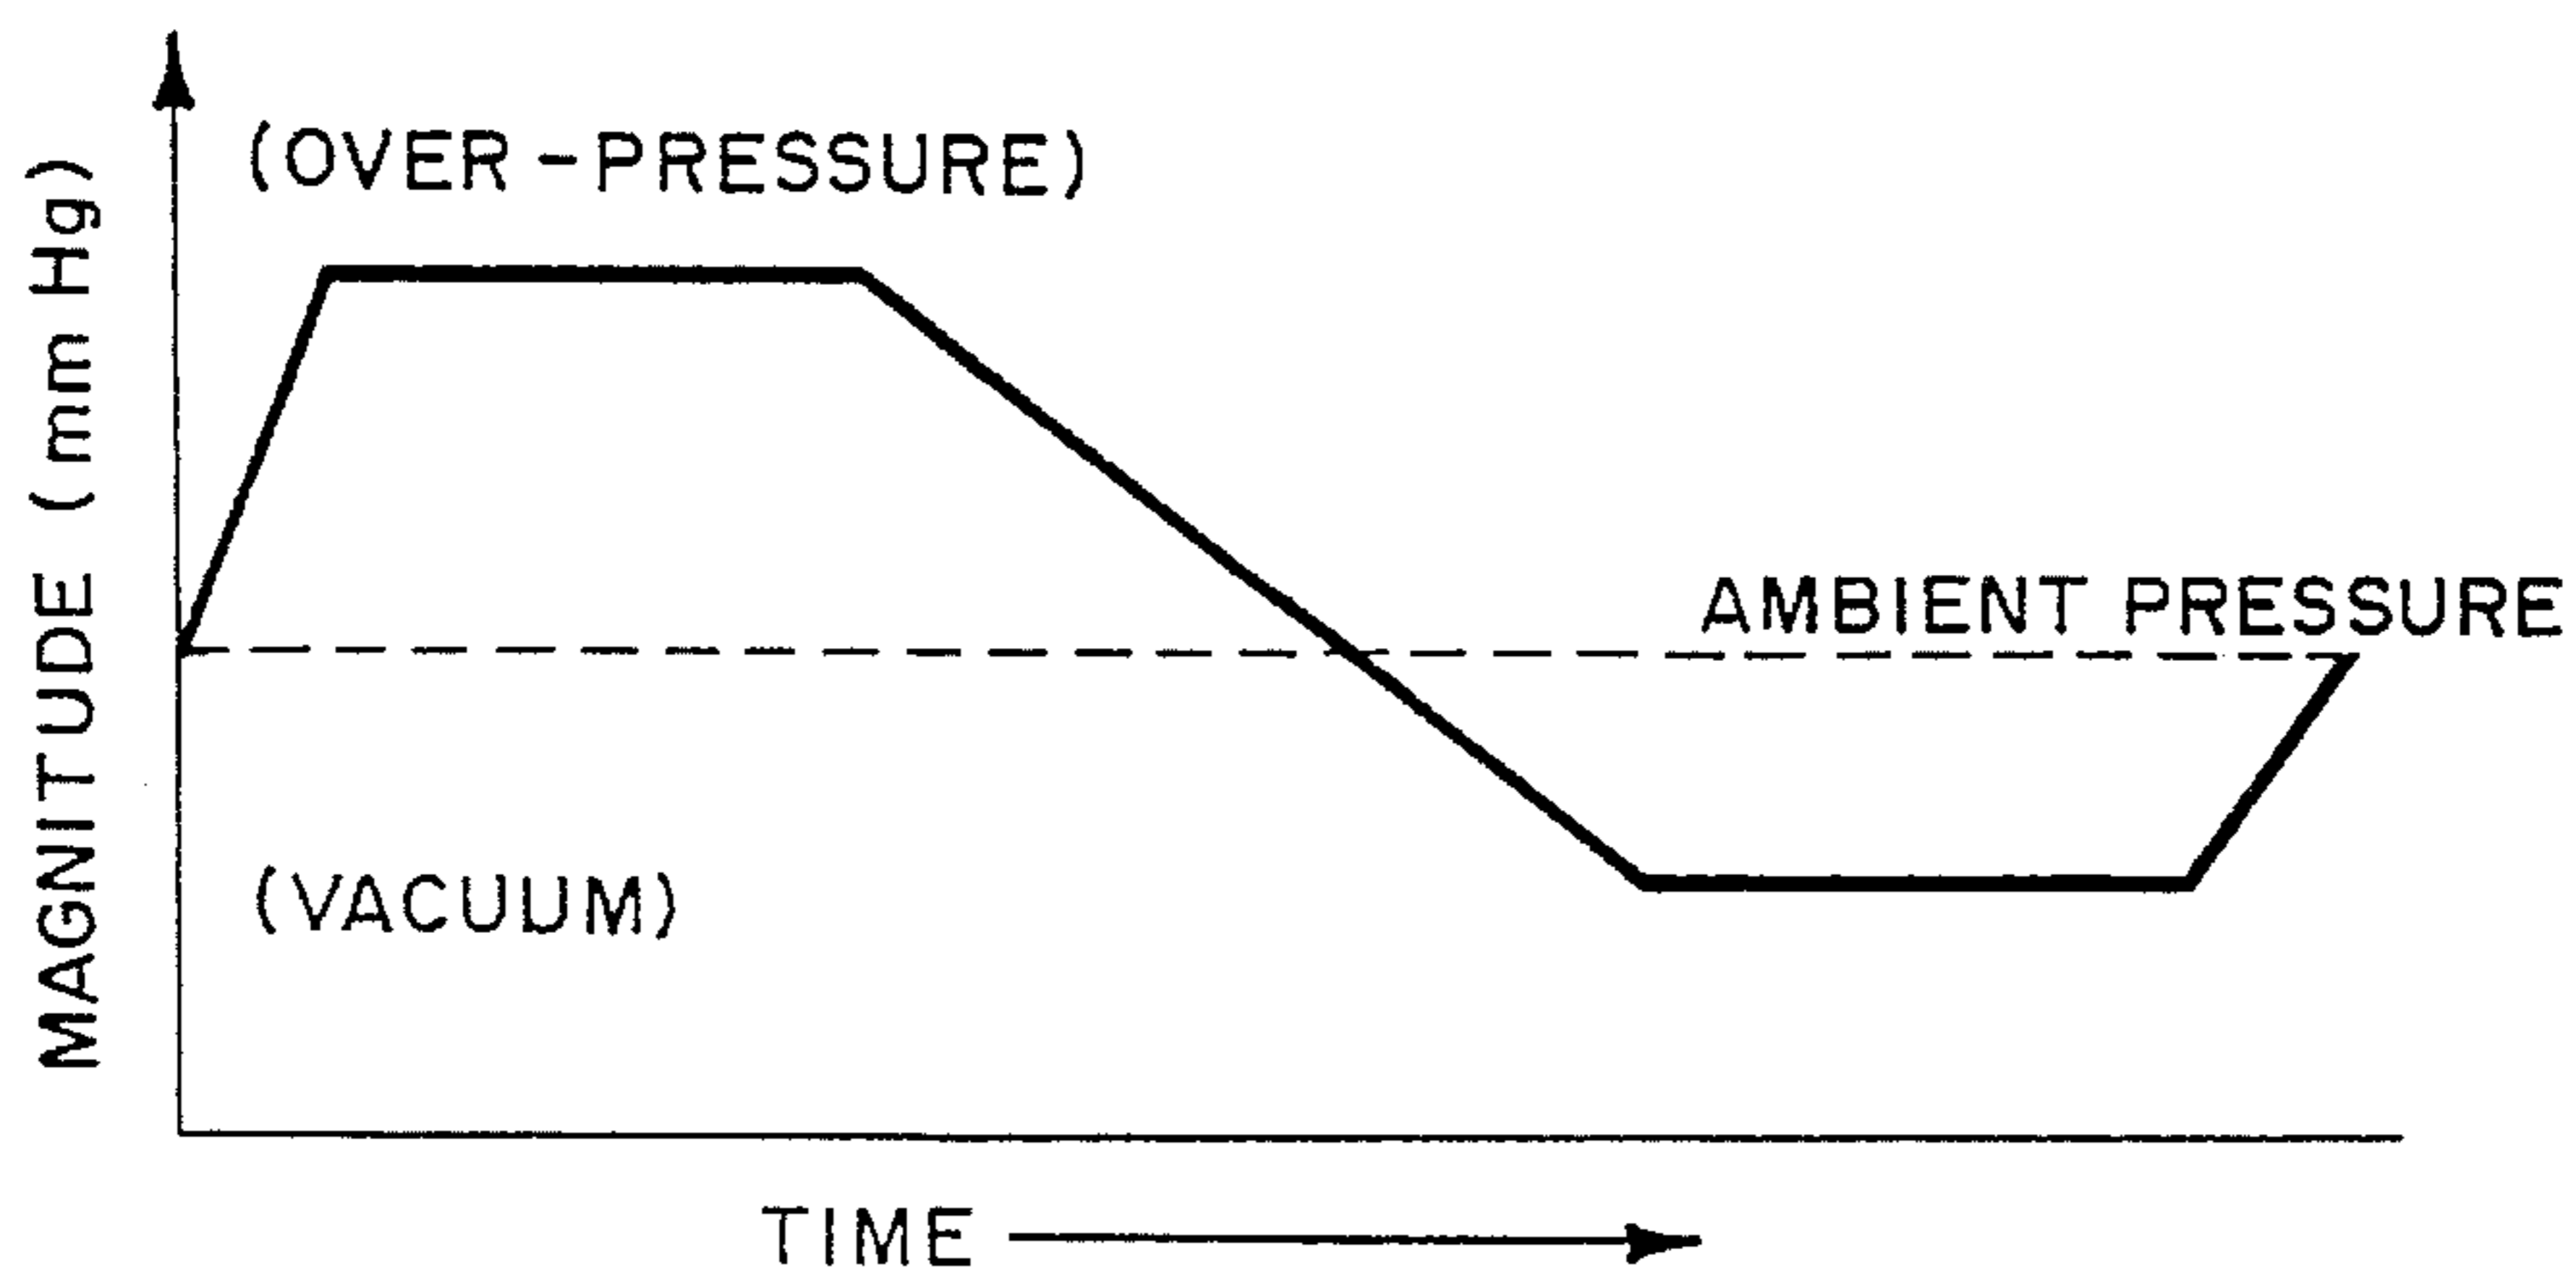 (OVER-PRESSURE)
MAGNITUDE (mm Hg)
AMBIENT PRESSURE
(VACUUM)
TIME